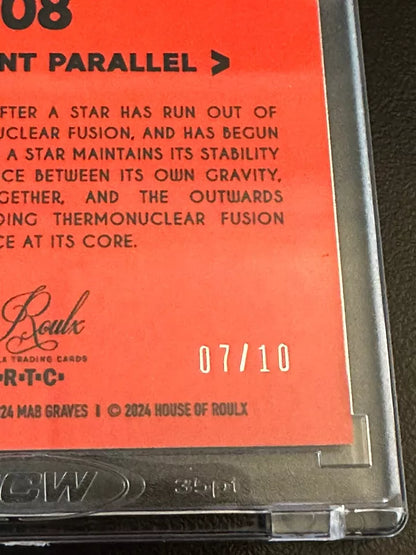 08
NT PARALLEL >
FTER A STAR HAS RUN OUT OF
UCLEAR FUSION, AND HAS BEGUN
A STAR MAINTAINS ITS STABILITY
CE BETWEEN ITS OWN GRAVITY,
GETHER, AND THE OUTWARDS
DING THERMONUCLEAR FUSION
CE AT ITS CORE.
Roulx
X TRADING CARDS
R•T•C•
07/10
24 MAB GRAVES | © 2024 HOUSE OF ROULX
CW 35pt